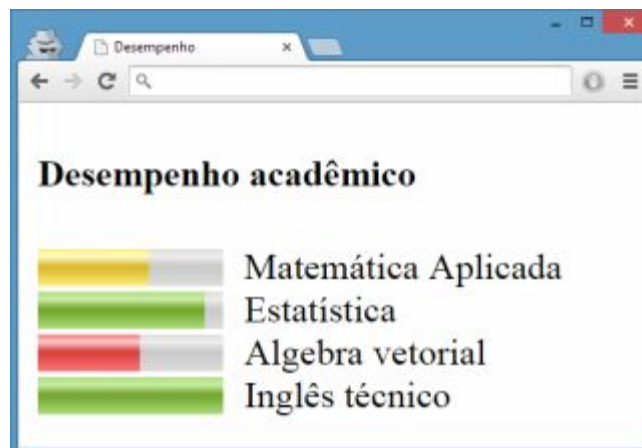 Desempenho
Desempenho acadêmico
Matemática Aplicada
Estatística
Algebra vetorial
Inglês técnico